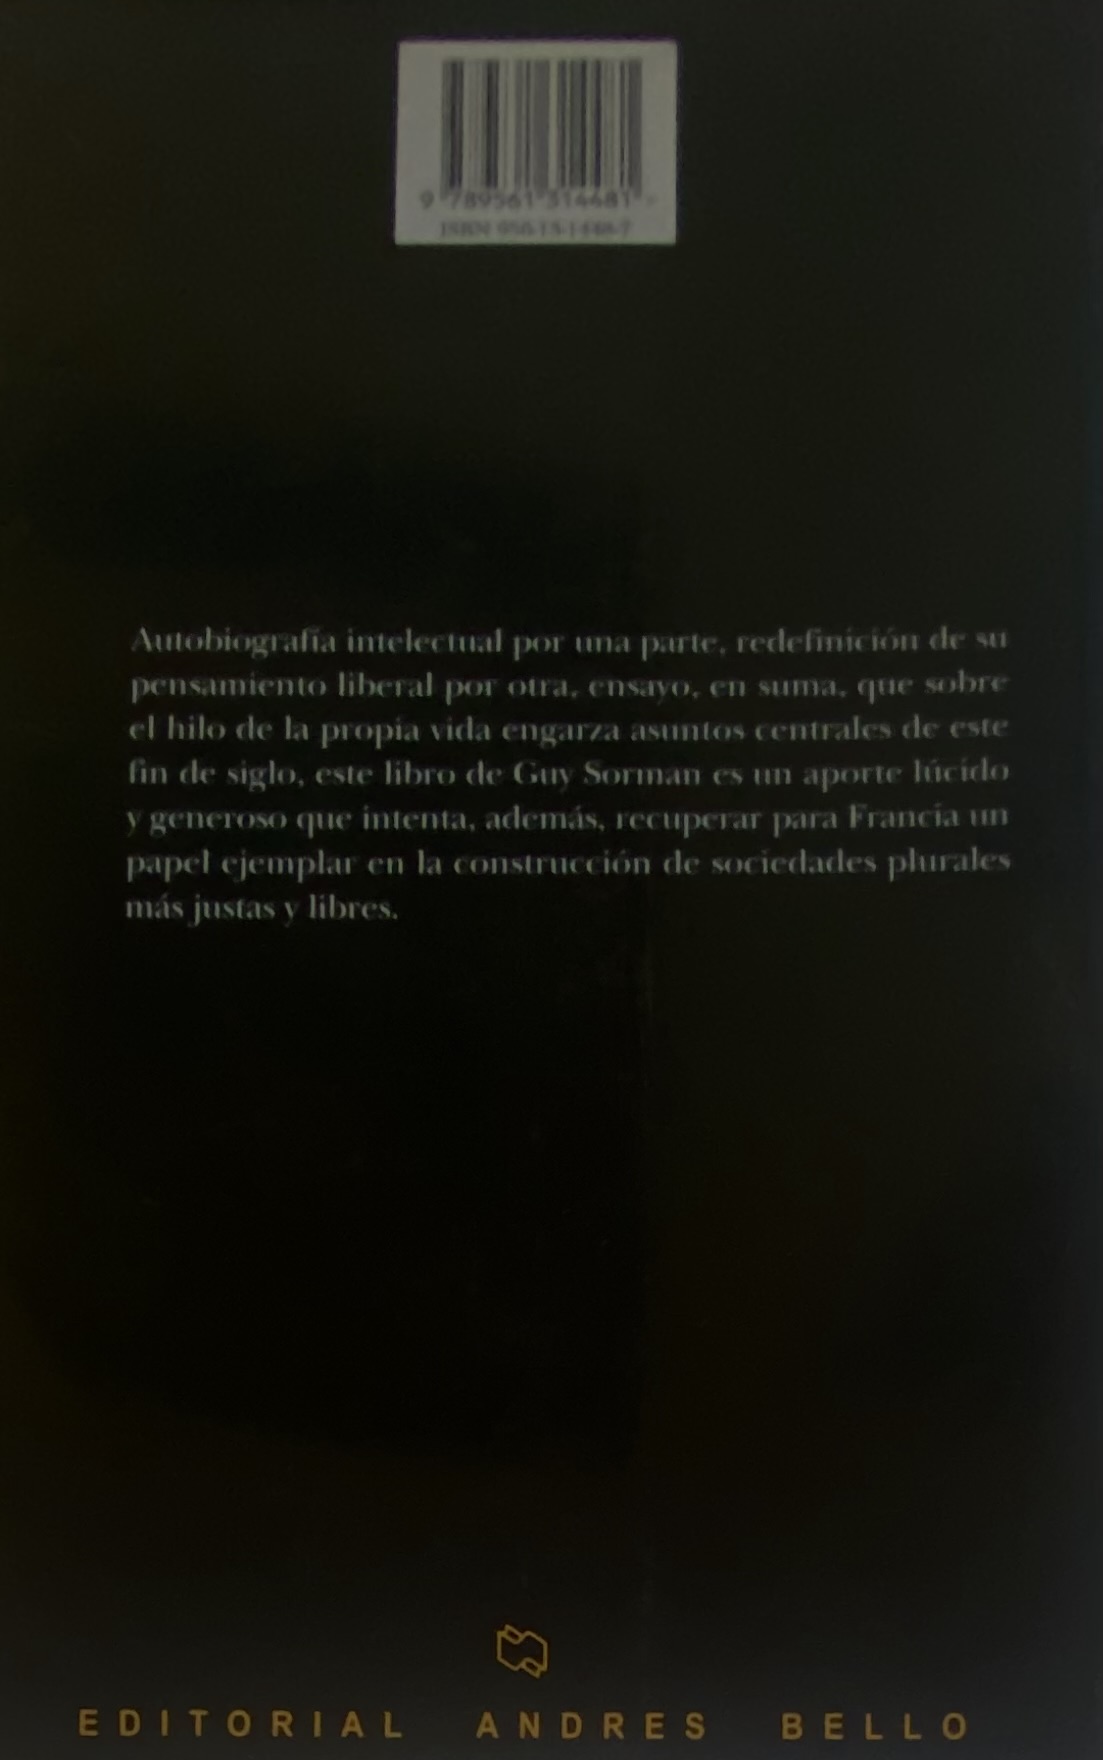 9 789561 314481
ISBN 956-13-1448-7
Autobiografía intelectual por una parte, redefinición de su
pensamiento liberal por otra, ensayo, en suma, que sobre
el hilo de la propia vida engarza asuntos centrales de este
fin de siglo, este libro de Guy Sorman es un aporte lúcido
y generoso que intenta, además, recuperar para Francia un
papel ejemplar en la construcción de sociedades plurales
más justas y libres.
EDITORIAL ANDRES BELLO